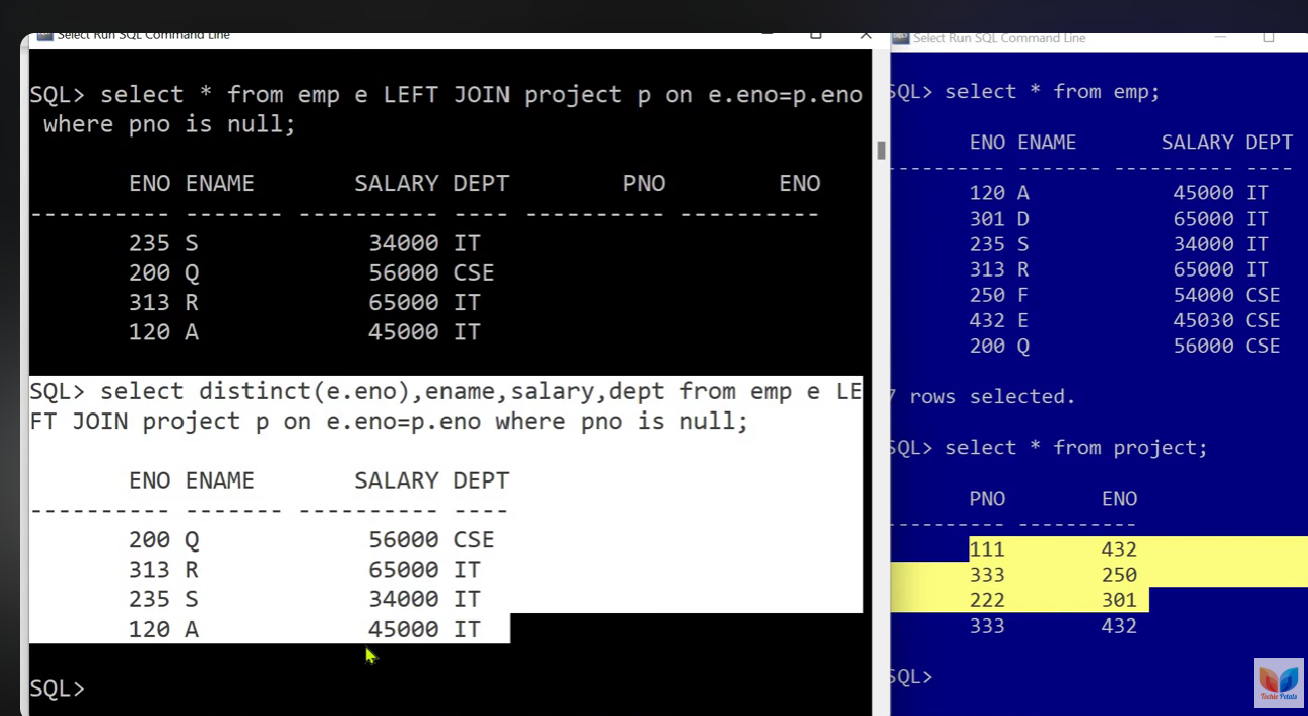 Select Run SQL Command Line
SQL> select * from emp e LEFT JOIN project p on e.eno=p.eno
where pno is null;
ENO ENAME SALARY DEPT PNO ENO
---------- ------- ---------- ---- ---------- ----------
235 S 34000 IT
200 Q 56000 CSE
313 R 65000 IT
120 A 45000 IT
SQL> select distinct(e.eno),ename,salary,dept from emp e LE
FT JOIN project p on e.eno=p.eno where pno is null;
ENO ENAME SALARY DEPT
---------- ------- ---------- ----
200 Q 56000 CSE
313 R 65000 IT
235 S 34000 IT
120 A 45000 IT
SQL>
Select Run SQL Command Line
SQL> select * from emp;
ENO ENAME SALARY DEPT
---------- ------- ---------- ----
120 A 45000 IT
301 D 65000 IT
235 S 34000 IT
313 R 65000 IT
250 F 54000 CSE
432 E 45030 CSE
200 Q 56000 CSE
7 rows selected.
SQL> select * from project;
PNO ENO
---------- ----------
111 432
333 250
222 301
333 432
SQL>
Techie Petals